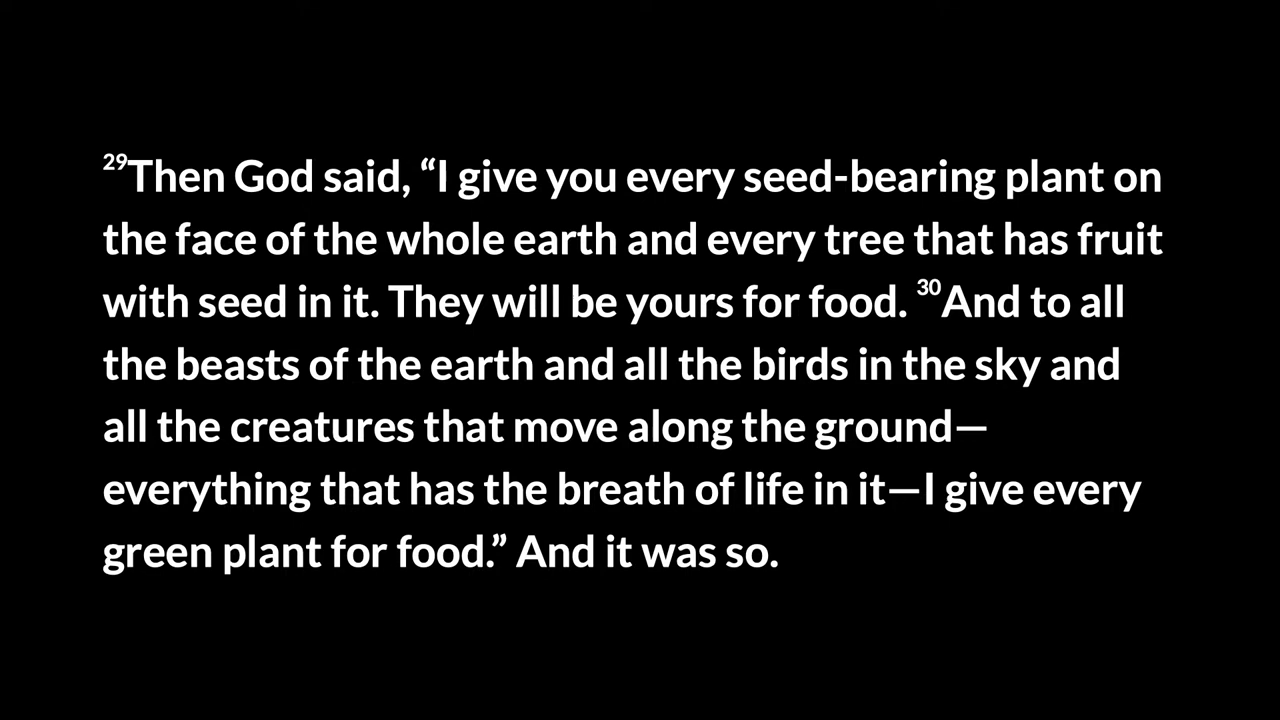 29Then God said, “I give you every seed-bearing plant on
the face of the whole earth and every tree that has fruit
with seed in it. They will be yours for food. 30And to all
the beasts of the earth and all the birds in the sky and
all the creatures that move along the ground—
everything that has the breath of life in it—I give every
green plant for food.” And it was so.